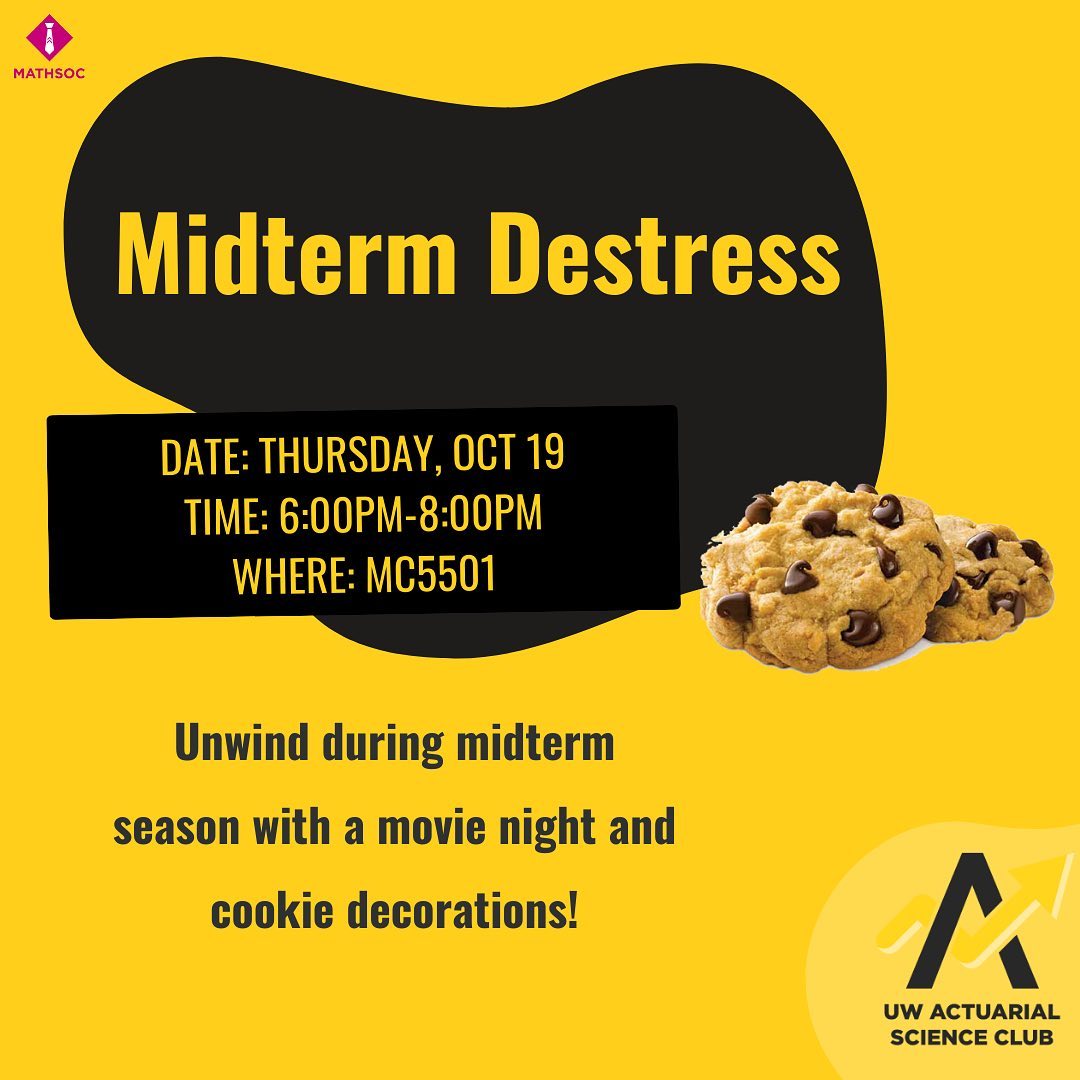 MATHSOC
Midterm Destress
DATE: THURSDAY, OCT 19
TIME: 6:00PM-8:00PM
WHERE: MC5501
Unwind during midterm
season with a movie night and
cookie decorations!
UW ACTUARIAL
SCIENCE CLUB